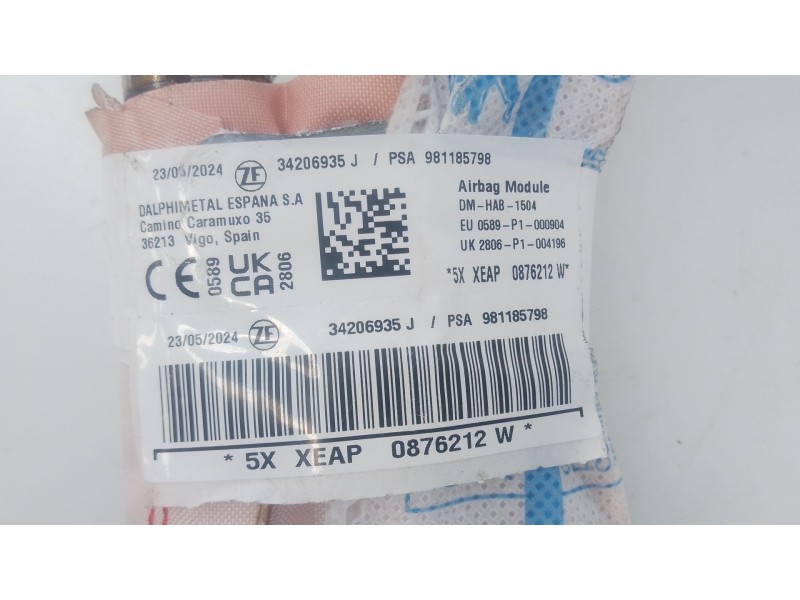 23/05/2024 ZF 34206935 J / PSA 981185798
DALPHIMETAL ESPANA S.A
Camino Caramuxo 35
36213 Vigo, Spain
CE 0589 UKCA 2806
Airbag Module
DM-HAB-1504
EU 0589-P1-000904
UK 2806-P1-004196
*5X XEAP 0876212 W*
23/05/2024 ZF 34206935 J / PSA 981185798
* 5X XEAP 0876212 W *